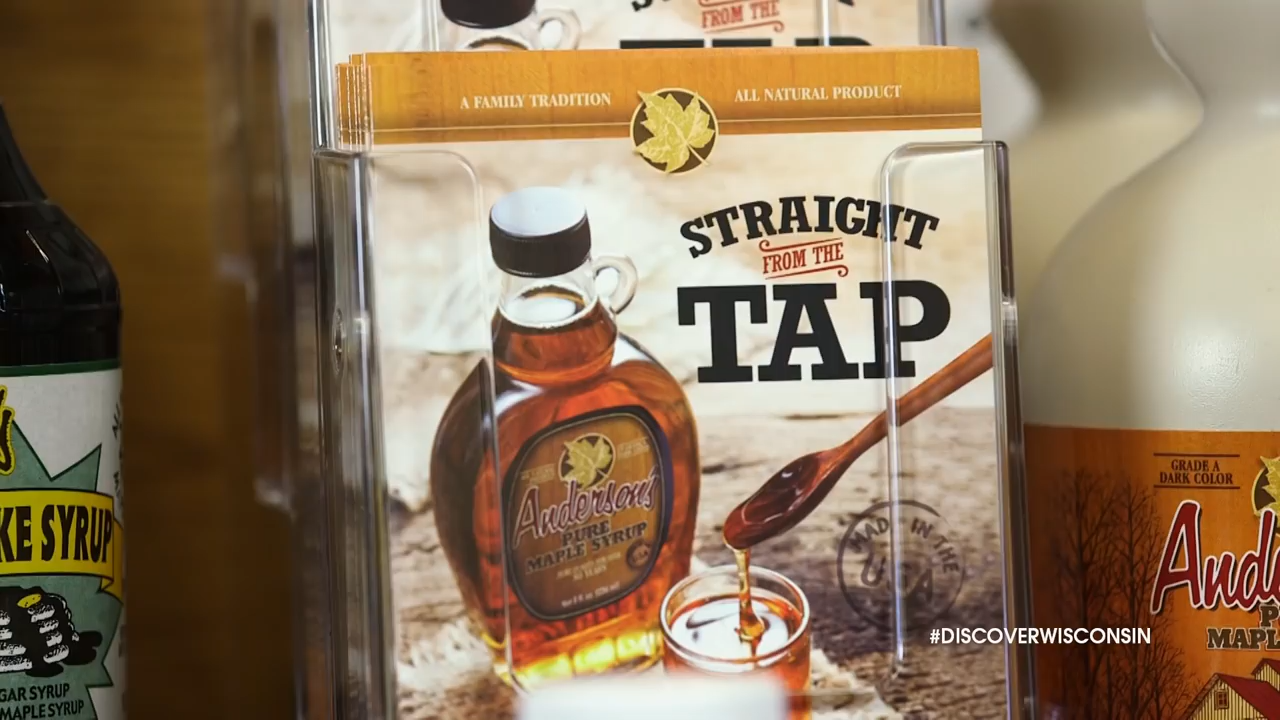 FROM THE
A FAMILY TRADITION
ALL NATURAL PRODUCT
STRAIGHT
FROM THE
TAP
Anderson's
PURE
MAPLE SYRUP
MADE IN THE
USA
KE SYRUP
GAR SYRUP
MAPLE SYRUP
GRADE A
DARK COLOR
And
P
MAPL
#DISCOVERWISCONSIN